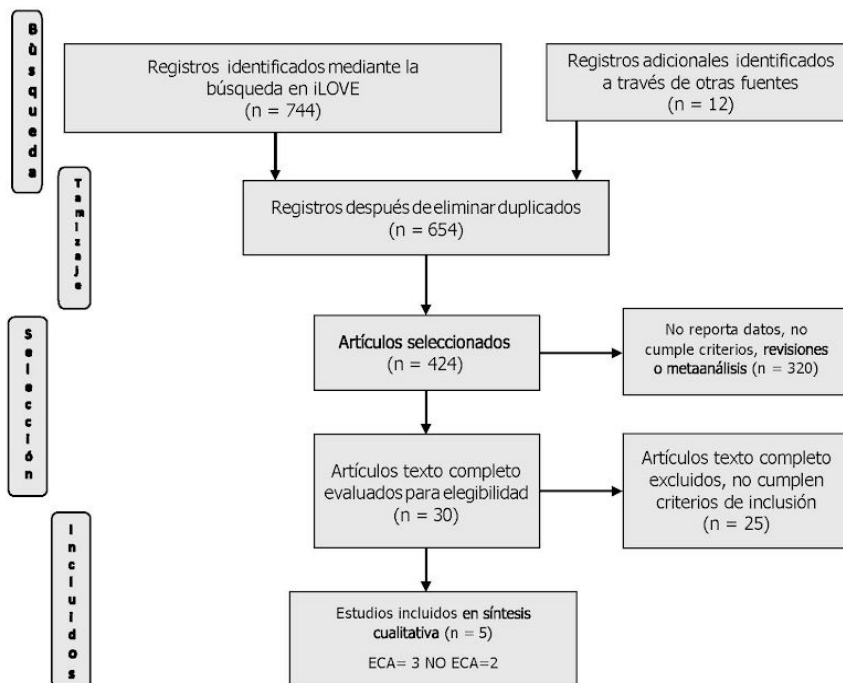 Búsqueda
Registros identificados mediante la
búsqueda en iLOVE
(n = 744)
Registros adicionales identificados
a través de otras fuentes
(n = 12)
Tamizaje
Registros después de eliminar duplicados
(n = 654)
Selección
Artículos seleccionados
(n = 424)
No reporta datos, no
cumple criterios, revisiones
o metaanálisis (n = 320)
Artículos texto completo
evaluados para elegibilidad
(n = 30)
Artículos texto completo
excluidos, no cumplen
criterios de inclusión
(n = 25)
Incluidos
Estudios incluidos en síntesis
cualitativa (n = 5)
ECA= 3 NO ECA=2